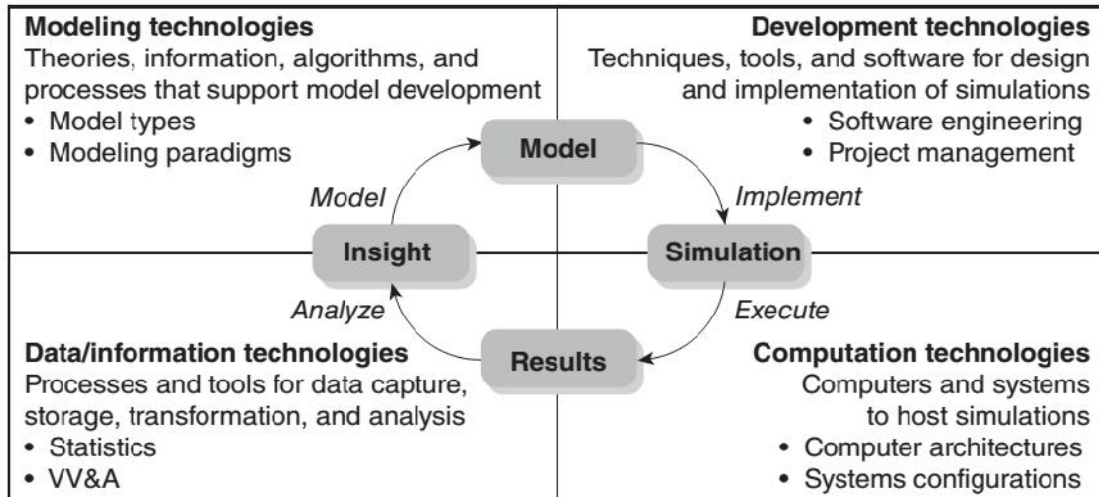 Modeling technologies
Theories, information, algorithms, and
processes that support model development
• Model types
• Modeling paradigms
Development technologies
Techniques, tools, and software for design
and implementation of simulations
• Software engineering
• Project management
Model
Model
Implement
Insight
Simulation
Analyze
Execute
Results
Data/information technologies
Processes and tools for data capture,
storage, transformation, and analysis
• Statistics
• VV&A
Computation technologies
Computers and systems
to host simulations
• Computer architectures
• Systems configurations